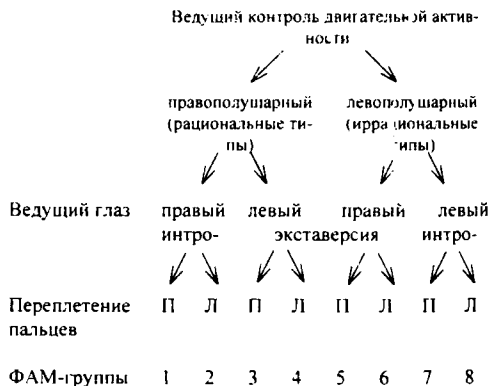 Ведущий контроль двигательной актив-
ности
правополушарный левополушарный
(рациональные ти- (иррациональные
пы) типы)
Ведущий глаз правый левый правый левый
интро- экставерсия интро-
Переплетение П Л П Л П Л П Л
пальцев
ФАМ-группы 1 2 3 4 5 6 7 8